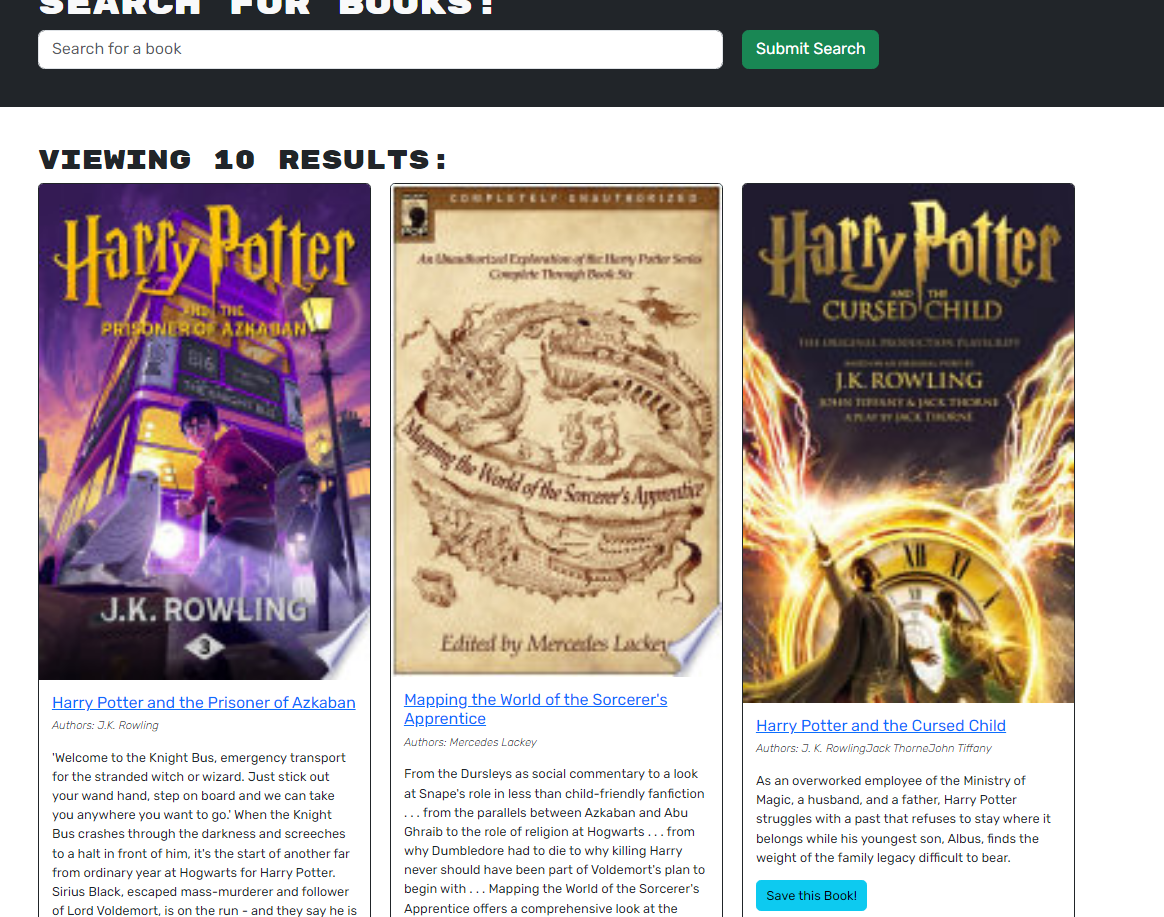 SEARCH FOR BOOKS!
Search for a book
Submit Search
VIEWING 10 RESULTS:
Harry Potter
AND THE
PRISONER OF AZKABAN
THE KNIGHT BUS
J.K. ROWLING
3
Harry Potter and the Prisoner of Azkaban
Authors: J.K. Rowling
'Welcome to the Knight Bus, emergency transport
for the stranded witch or wizard. Just stick out
your wand hand, step on board and we can take
you anywhere you want to go.' When the Knight
Bus crashes through the darkness and screeches
to a halt in front of him, it's the start of another far
from ordinary year at Hogwarts for Harry Potter.
Sirius Black, escaped mass-murderer and follower
of Lord Voldemort, is on the run - and they say he is
COMPLETELY UNAUTHORIZED
POP
An Unauthorized Exploration of the Harry Potter Series
Complete Through Book Six
Mapping the World of the Sorcerer's Apprentice
Edited by Mercedes Lackey
Mapping the World of the Sorcerer's
Apprentice
Authors: Mercedes Lackey
From the Dursleys as social commentary to a look
at Snape's role in less than child-friendly fanfiction
. . . from the parallels between Azkaban and Abu
Ghraib to the role of religion at Hogwarts . . . from
why Dumbledore had to die to why killing Harry
never should have been part of Voldemort's plan to
begin with . . . Mapping the World of the Sorcerer's
Apprentice offers a comprehensive look at the
Harry Potter
AND THE
CURSED CHILD
THE ORIGINAL PRODUCTION PLAYSCRIPT
BASED ON AN ORIGINAL STORY BY
J.K. ROWLING
JOHN TIFFANY & JACK THORNE
A PLAY BY JACK THORNE
XII
XI
Harry Potter and the Cursed Child
Authors: J. K. RowlingJack ThorneJohn Tiffany
As an overworked employee of the Ministry of
Magic, a husband, and a father, Harry Potter
struggles with a past that refuses to stay where it
belongs while his youngest son, Albus, finds the
weight of the family legacy difficult to bear.
Save this Book!